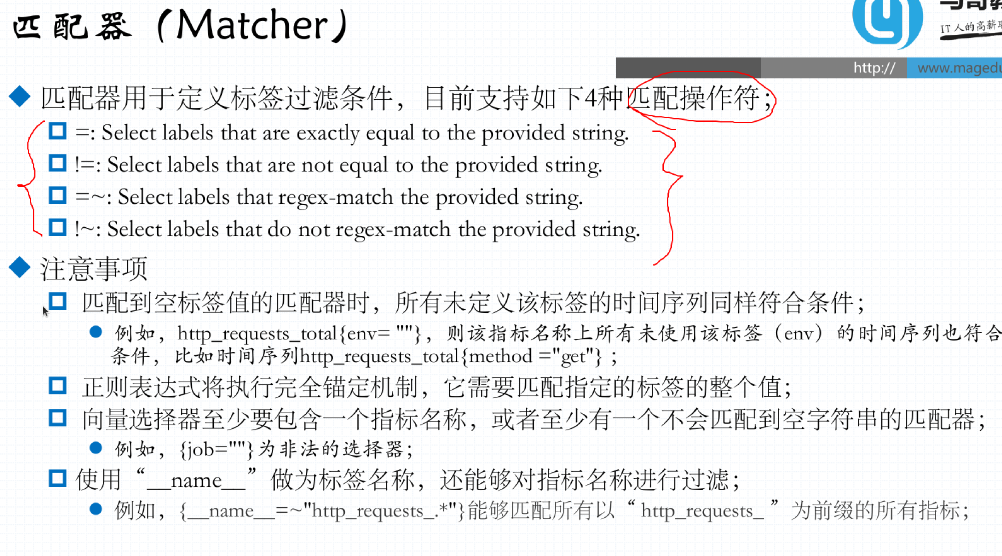 匹配器（Matcher）
IT人的高薪
http://
www.magedu
匹配器用于定义标签过滤条件，目前支持如下4种匹配操作符；
=: Select labels that are exactly equal to the provided string.
!=: Select labels that are not equal to the provided string.
=~: Select labels that regex-match the provided string.
!~: Select labels that do not regex-match the provided string.
注意事项
匹配到空标签值的匹配器时，所有未定义该标签的时间序列同样符合条件；
例如，http_requests_total{env= ""}，则该指标名称上所有未使用该标签（env）的时间序列也符合
条件，比如时间序列http_requests_total{method ="get"}；
正则表达式将执行完全锚定机制，它需要匹配指定的标签的整个值；
向量选择器至少要包含一个指标名称，或者至少有一个不会匹配到空字符串的匹配器；
例如，{job=""}为非法的选择器；
使用“__name__”做为标签名称，还能够对指标名称进行过滤；
例如，{__name__=~"http_requests_.*"}能够匹配所有以“http_requests_”为前缀的所有指标；